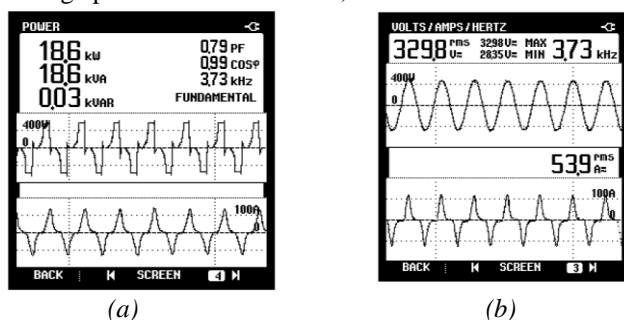 POWER
18,6 kW
18,6 kVA
0,03 kVAR
0,79 PF
0,99 COSφ
3,73 kHz
FUNDAMENTAL
400V
0
100A
0
BACK SCREEN 4
(a)
VOLTS/AMPS/HERTZ
329,8 rms V≂ 329,8 V≂ MAX 283,5 V≂ MIN 3,73 kHz
400V
0
53,9 rms A≂
100A
0
BACK SCREEN 3
(b)